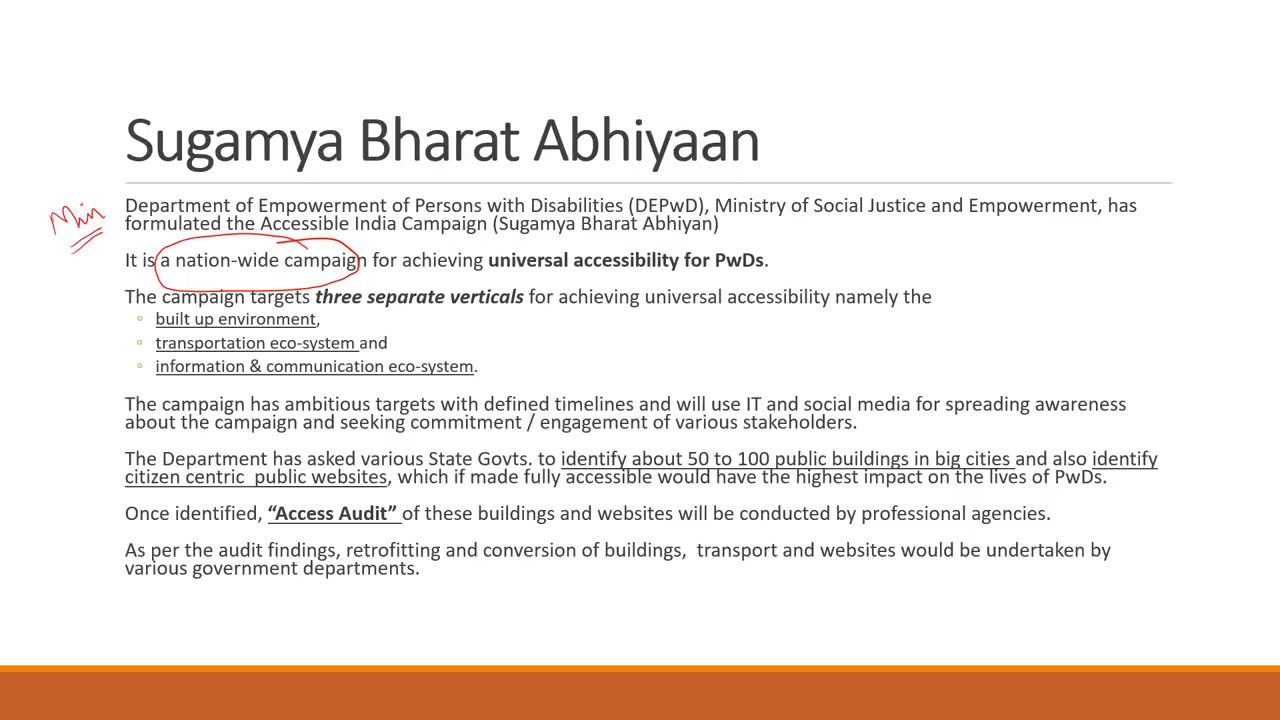 Sugamya Bharat Abhiyaan
Min
Department of Empowerment of Persons with Disabilities (DEPwD), Ministry of Social Justice and Empowerment, has
formulated the Accessible India Campaign (Sugamya Bharat Abhiyan)
It is a nation-wide campaign for achieving universal accessibility for PwDs.
The campaign targets three separate verticals for achieving universal accessibility namely the
◦ built up environment,
◦ transportation eco-system and
◦ information & communication eco-system.
The campaign has ambitious targets with defined timelines and will use IT and social media for spreading awareness
about the campaign and seeking commitment / engagement of various stakeholders.
The Department has asked various State Govts. to identify about 50 to 100 public buildings in big cities and also identify
citizen centric public websites, which if made fully accessible would have the highest impact on the lives of PwDs.
Once identified, “Access Audit” of these buildings and websites will be conducted by professional agencies.
As per the audit findings, retrofitting and conversion of buildings, transport and websites would be undertaken by
various government departments.